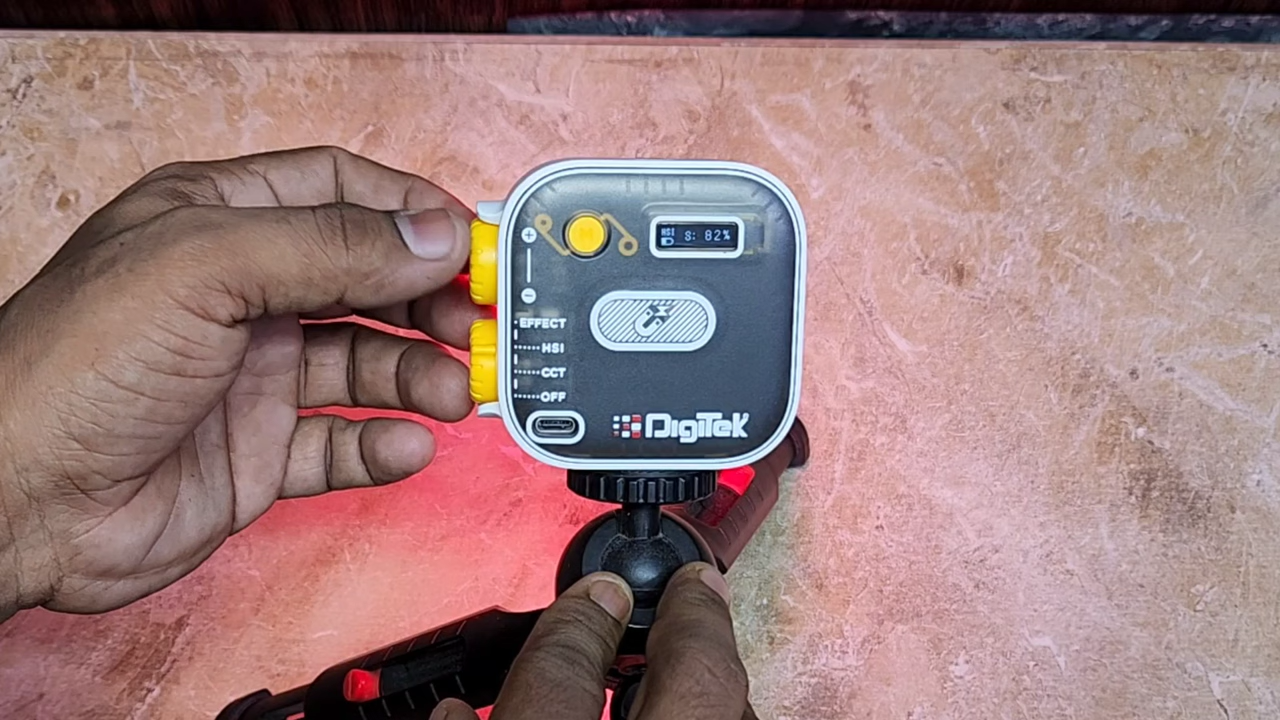 HSI
S: 82%
EFFECT
HSI
CCT
OFF
DIGITEK